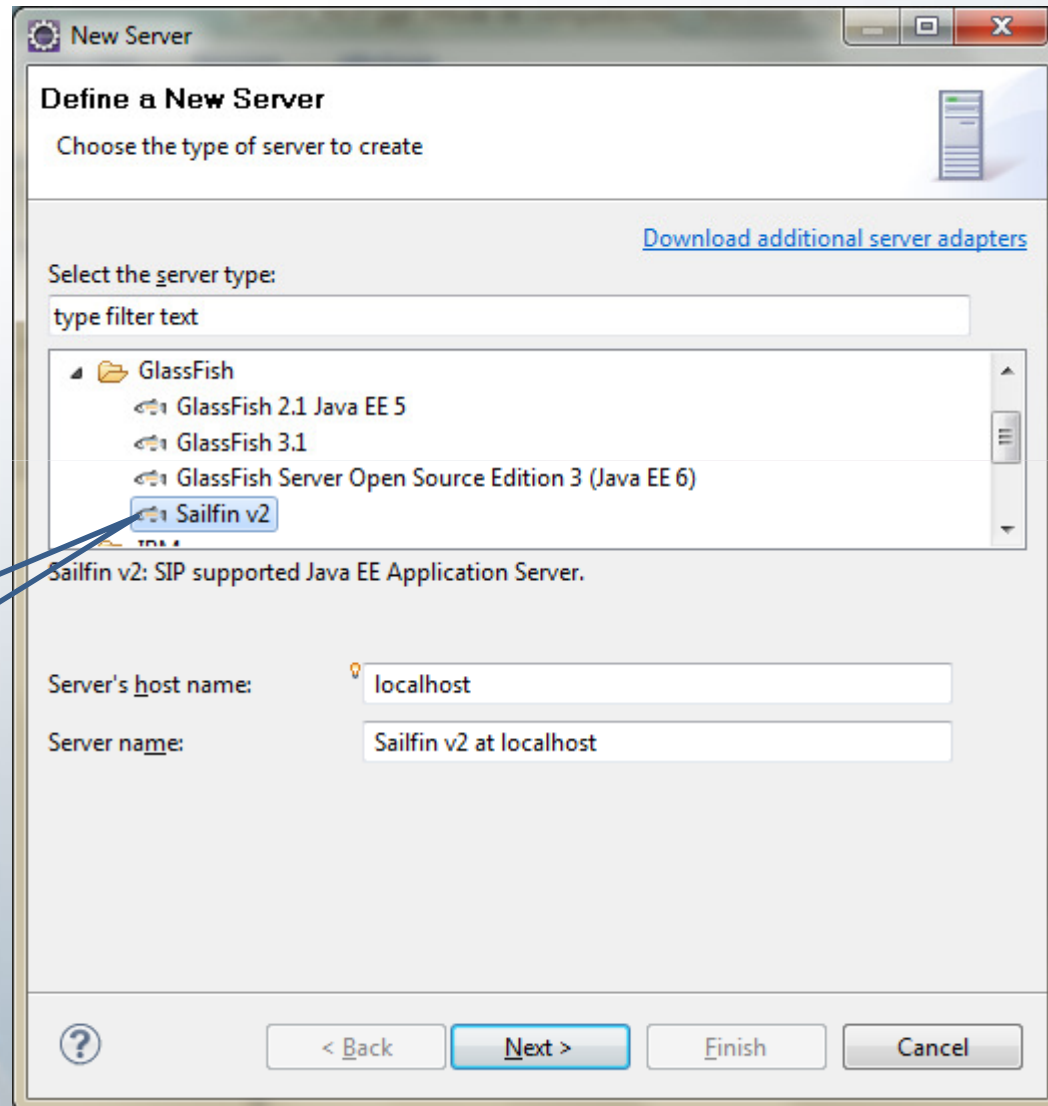 New Server
Define a New Server
Choose the type of server to create
Download additional server adapters
Select the server type:
type filter text
GlassFish
GlassFish 2.1 Java EE 5
GlassFish 3.1
GlassFish Server Open Source Edition 3 (Java EE 6)
Sailfin v2
IBM
Sailfin v2: SIP supported Java EE Application Server.
Server's host name: localhost
Server name: Sailfin v2 at localhost
? < Back Next > Finish Cancel